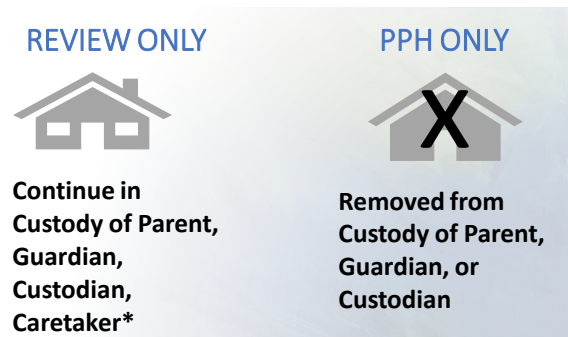 REVIEW ONLY
Continue in
Custody of Parent,
Guardian,
Custodian,
Caretaker*
PPH ONLY
X
Removed from
Custody of Parent,
Guardian, or
Custodian